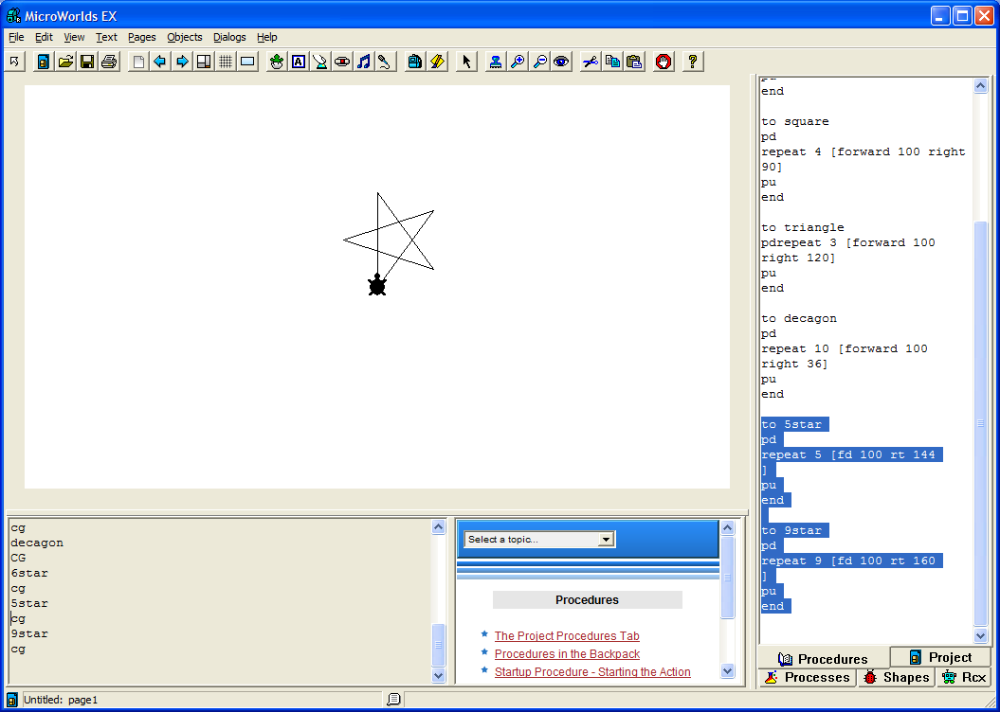 MicroWorlds EX
File Edit View Text Pages Objects Dialogs Help
end
to square
pd
repeat 4 [forward 100 right
90]
pu
end
to triangle
pdrepeat 3 [forward 100
right 120]
pu
end
to decagon
pd
repeat 10 [forward 100
right 36]
pu
end
to 5star
pd
repeat 5 [fd 100 rt 144
]
pu
end
to 9star
pd
repeat 9 [fd 100 rt 160
]
pu
end
cg
decagon
CG
6star
cg
5star
cg
9star
cg
Select a topic...
Procedures
The Project Procedures Tab
Procedures in the Backpack
Startup Procedure - Starting the Action
Procedures Project
Processes Shapes Rcx
Untitled: page1